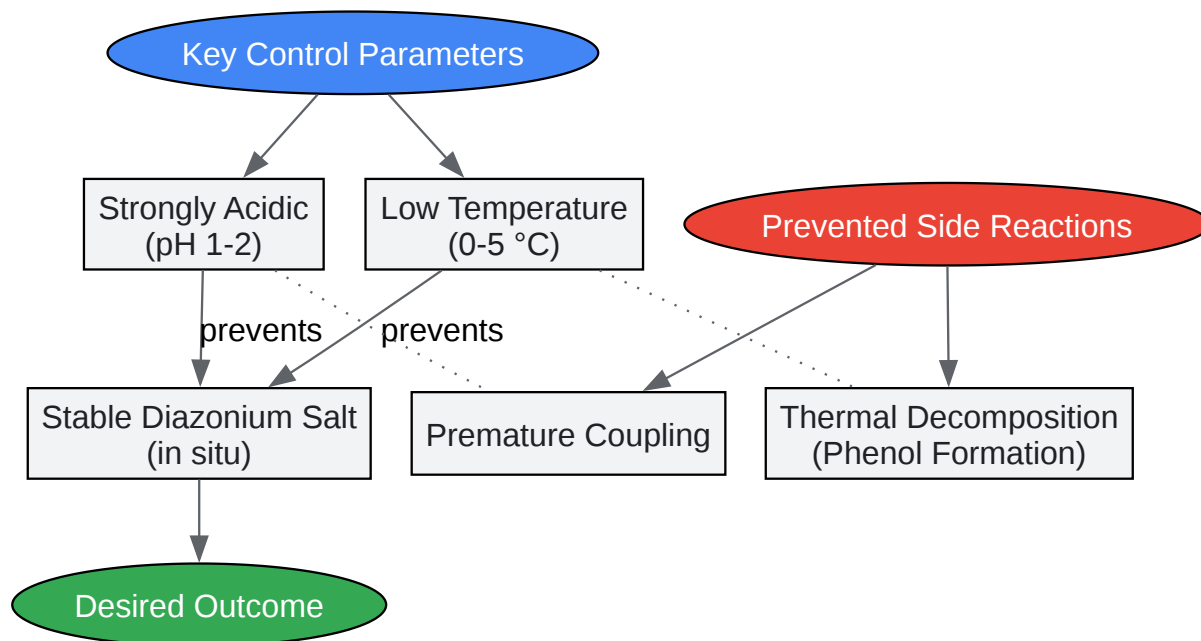 Key Control Parameters
Strongly Acidic
(pH 1-2)
Low Temperature
(0-5 °C)
Prevented Side Reactions
prevents
prevents
Stable Diazonium Salt
(in situ)
Premature Coupling
Thermal Decomposition
(Phenol Formation)
Desired Outcome